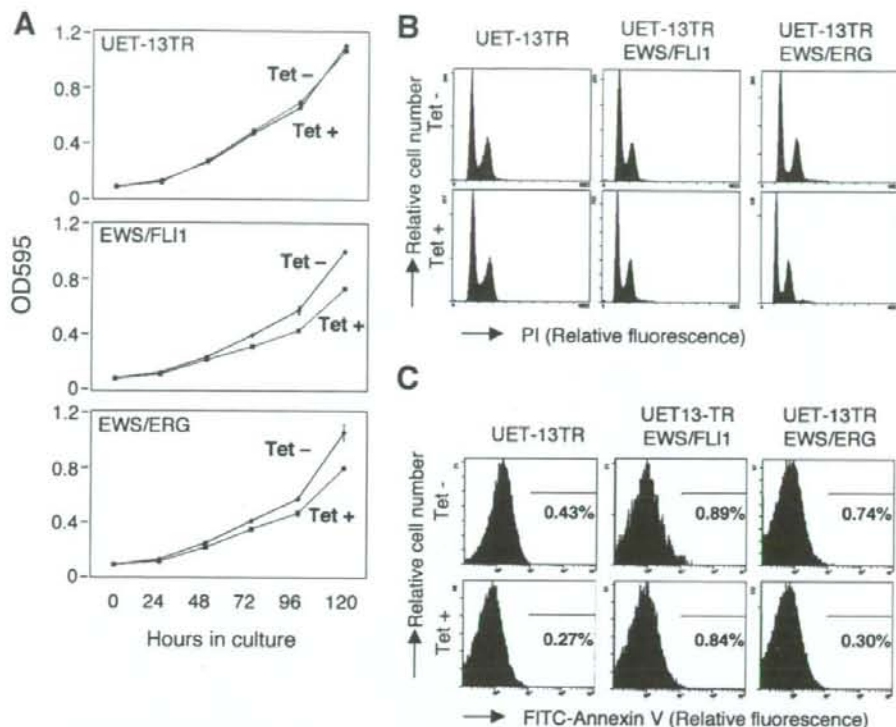 A
UET-13TR
1.2
0.8
0.4
0
Tet −
Tet +
EWS/FLI1
1.2
0.8
0.4
0
Tet −
Tet +
EWS/ERG
1.2
0.8
0.4
0
Tet −
Tet +
OD595
0 24 48 72 96 120
Hours in culture
B
UET-13TR
UET-13TR
EWS/FLI1
UET-13TR
EWS/ERG
Tet -
Tet +
Relative cell number
PI (Relative fluorescence)
C
UET-13TR
UET13-TR
EWS/FLI1
UET-13TR
EWS/ERG
Tet -
0.43%
0.89%
0.74%
Tet +
0.27%
0.84%
0.30%
Relative cell number
FITC-Annexin V (Relative fluorescence)